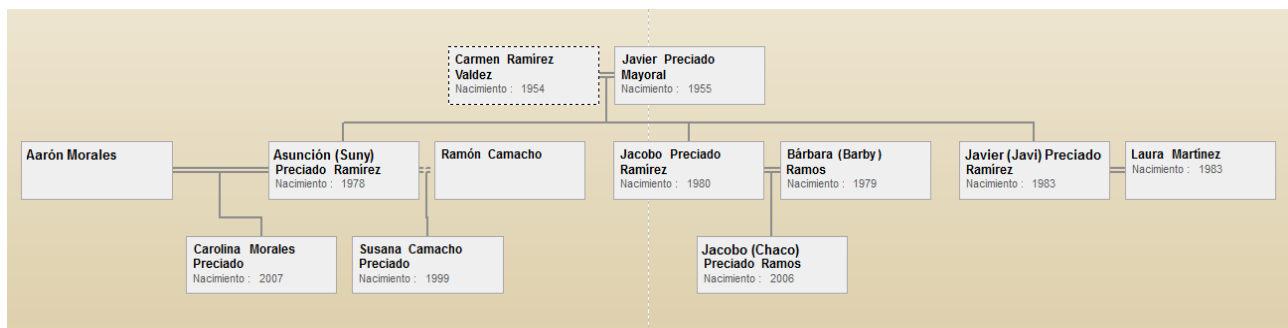 Carmen Ramírez
Valdez
Nacimiento : 1954
Javier Preciado
Mayoral
Nacimiento : 1955
Aarón Morales
Asunción (Suny)
Preciado Ramírez
Nacimiento : 1978
Ramón Camacho
Jacobo Preciado
Ramírez
Nacimiento : 1980
Bárbara (Barby)
Ramos
Nacimiento : 1979
Javier (Javi) Preciado
Ramírez
Nacimiento : 1983
Laura Martínez
Nacimiento : 1983
Carolina Morales
Preciado
Nacimiento : 2007
Susana Camacho
Preciado
Nacimiento : 1999
Jacobo (Chaco)
Preciado Ramos
Nacimiento : 2006